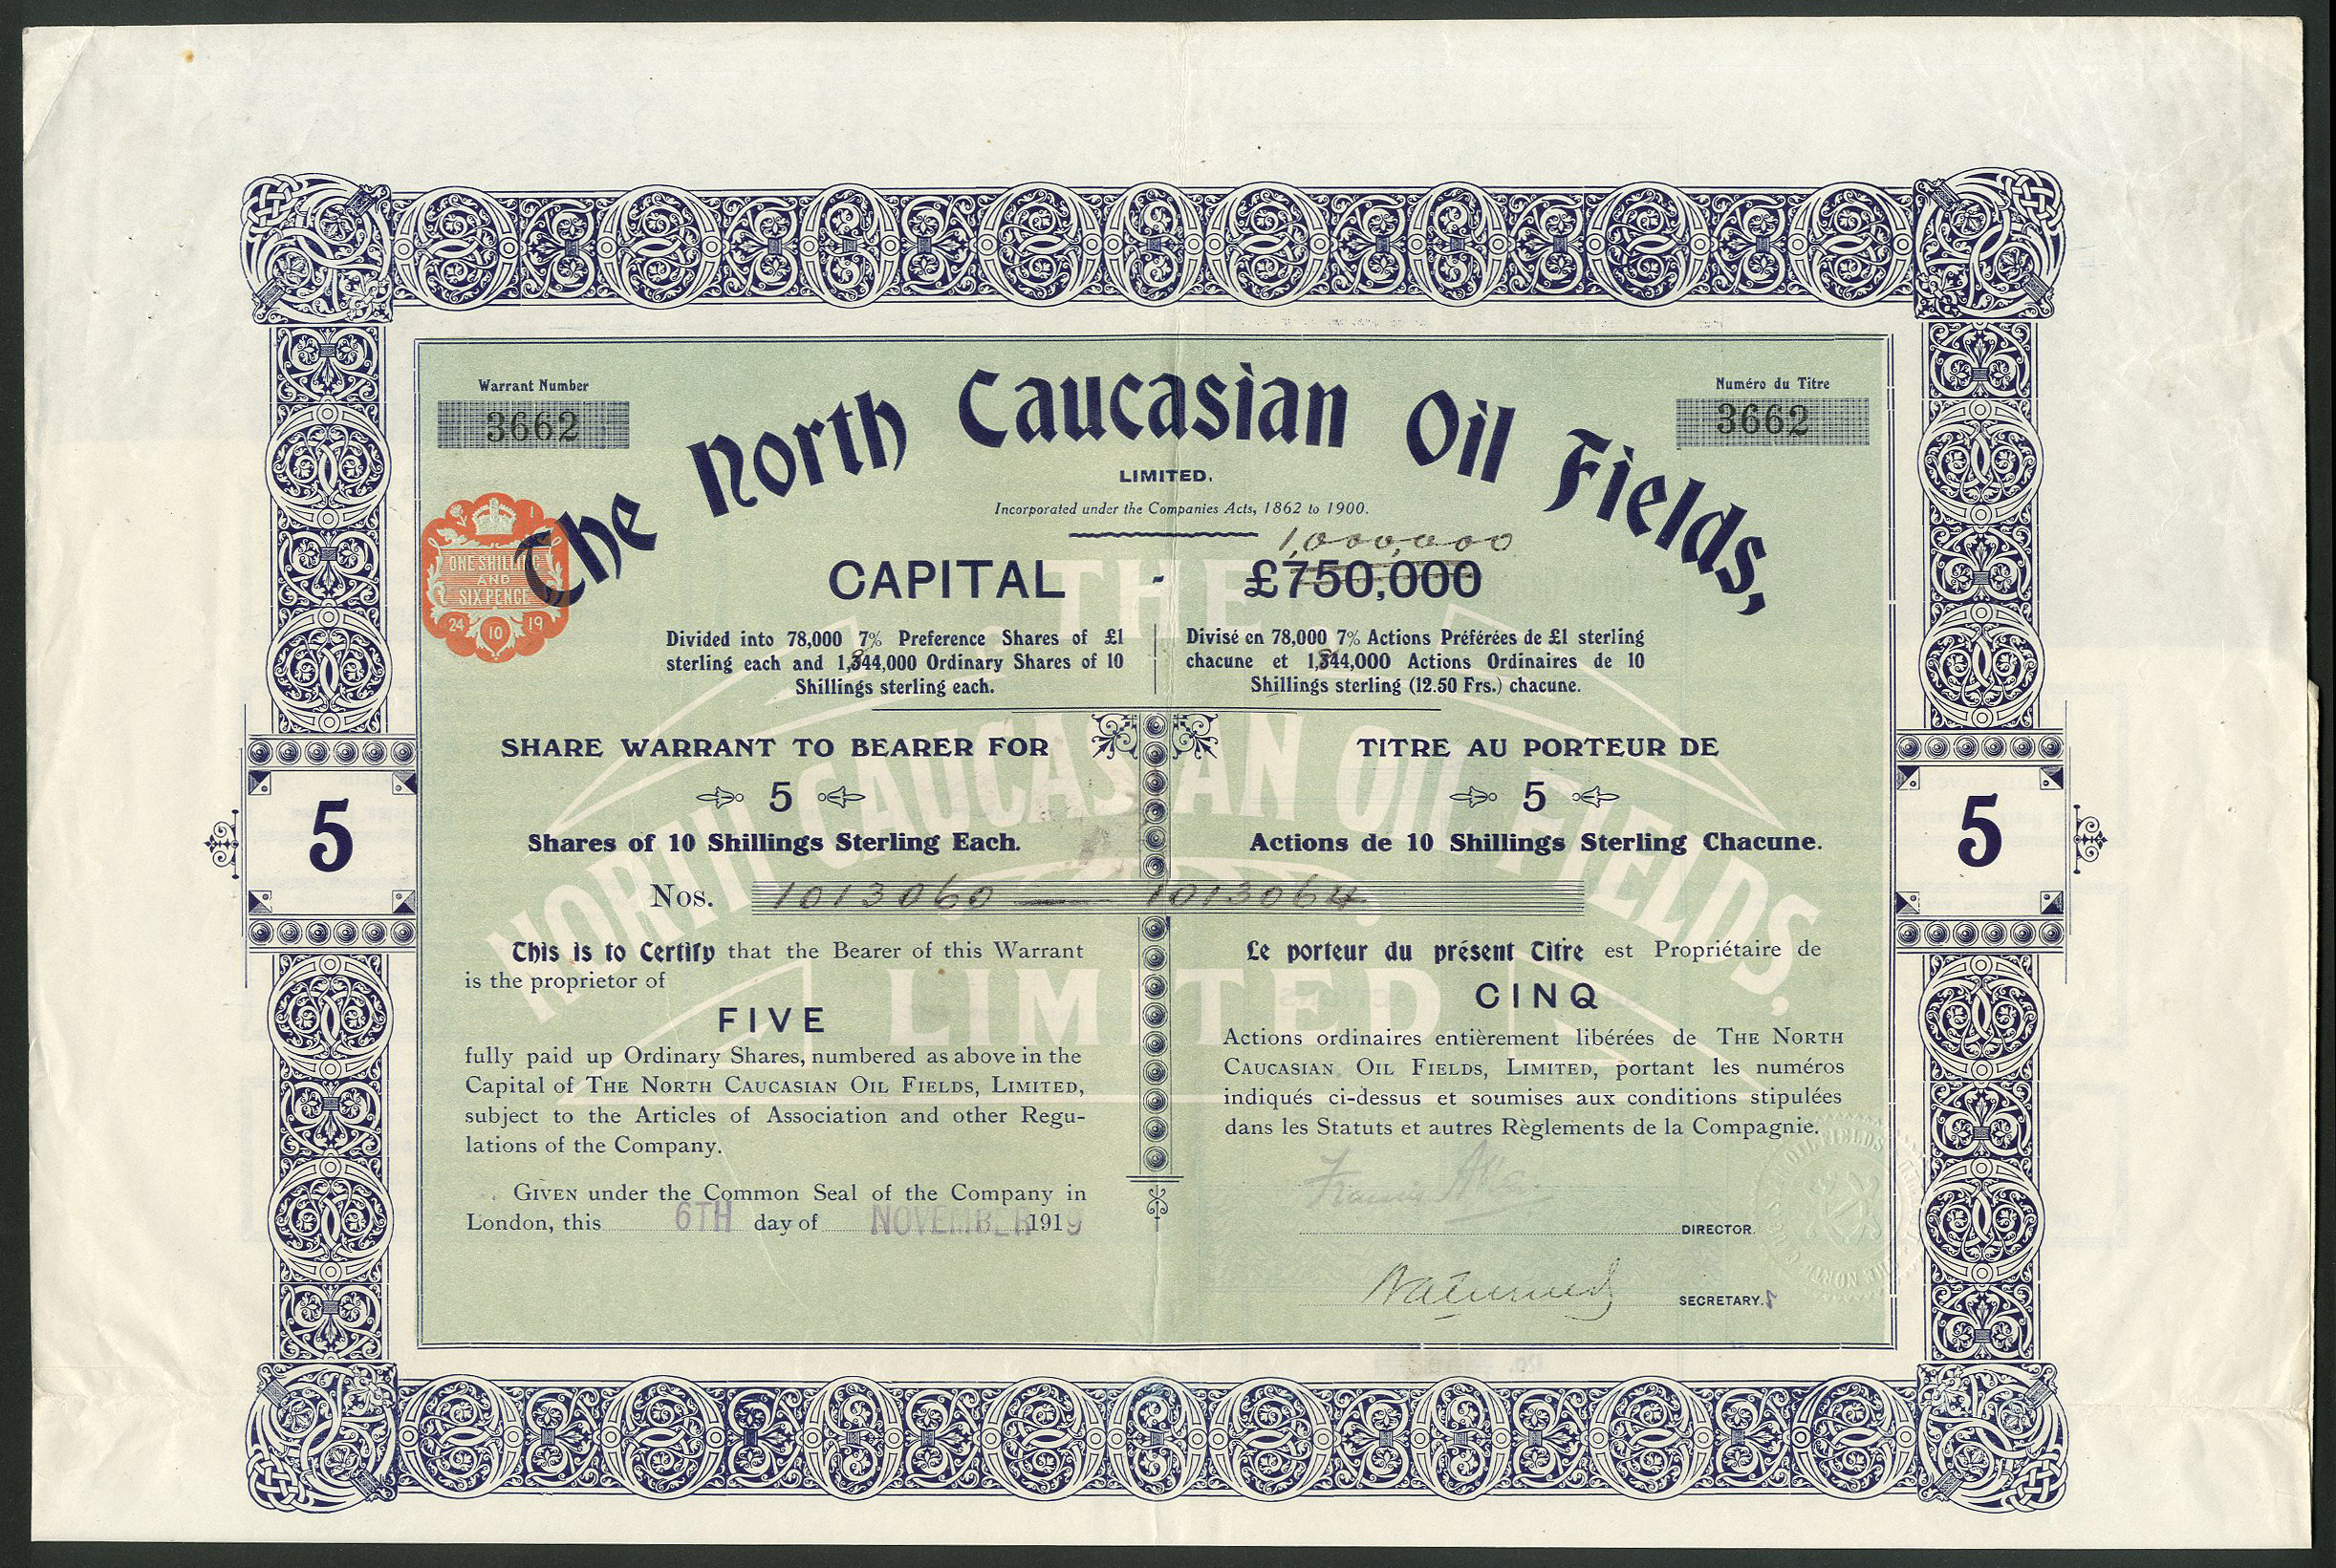 Warrant Number
3662
Numéro du Titre
3662
The North Caucasian Oil Fields,
LIMITED.
Incorporated under the Companies Acts, 1862 to 1900.
1,000,000
CAPITAL - £750,000
ONE SHILLING
AND
SIX PENCE
24 10 19
Divided into 78,000 7% Preference Shares of £1
sterling each and 1,344,000 Ordinary Shares of 10
Shillings sterling each.
Divisé en 78,000 7% Actions Préférées de £1 sterling
chacune et 1,344,000 Actions Ordinaires de 10
Shillings sterling (12.50 Frs.) chacune.
THE
NORTH CAUCASIAN OIL FIELDS.
LIMITED
SHARE WARRANT TO BEARER FOR
5
Shares of 10 Shillings Sterling Each.
TITRE AU PORTEUR DE
5
Actions de 10 Shillings Sterling Chacune.
5
5
Nos. 1013060 — 1013064
This is to Certify that the Bearer of this Warrant
is the proprietor of
FIVE
fully paid up Ordinary Shares, numbered as above in the
Capital of THE NORTH CAUCASIAN OIL FIELDS, LIMITED,
subject to the Articles of Association and other Regu-
lations of the Company.
GIVEN under the Common Seal of the Company in
London, this 6TH day of NOVEMBER 1919
Le porteur du présent Titre est Propriétaire de
CINQ
Actions ordinaires entièrement libérées de THE NORTH
CAUCASIAN OIL FIELDS, LIMITED, portant les numéros
indiqués ci-dessus et soumises aux conditions stipulées
dans les Statuts et autres Règlements de la Compagnie.
Francis
DIRECTOR.
SECRETARY.